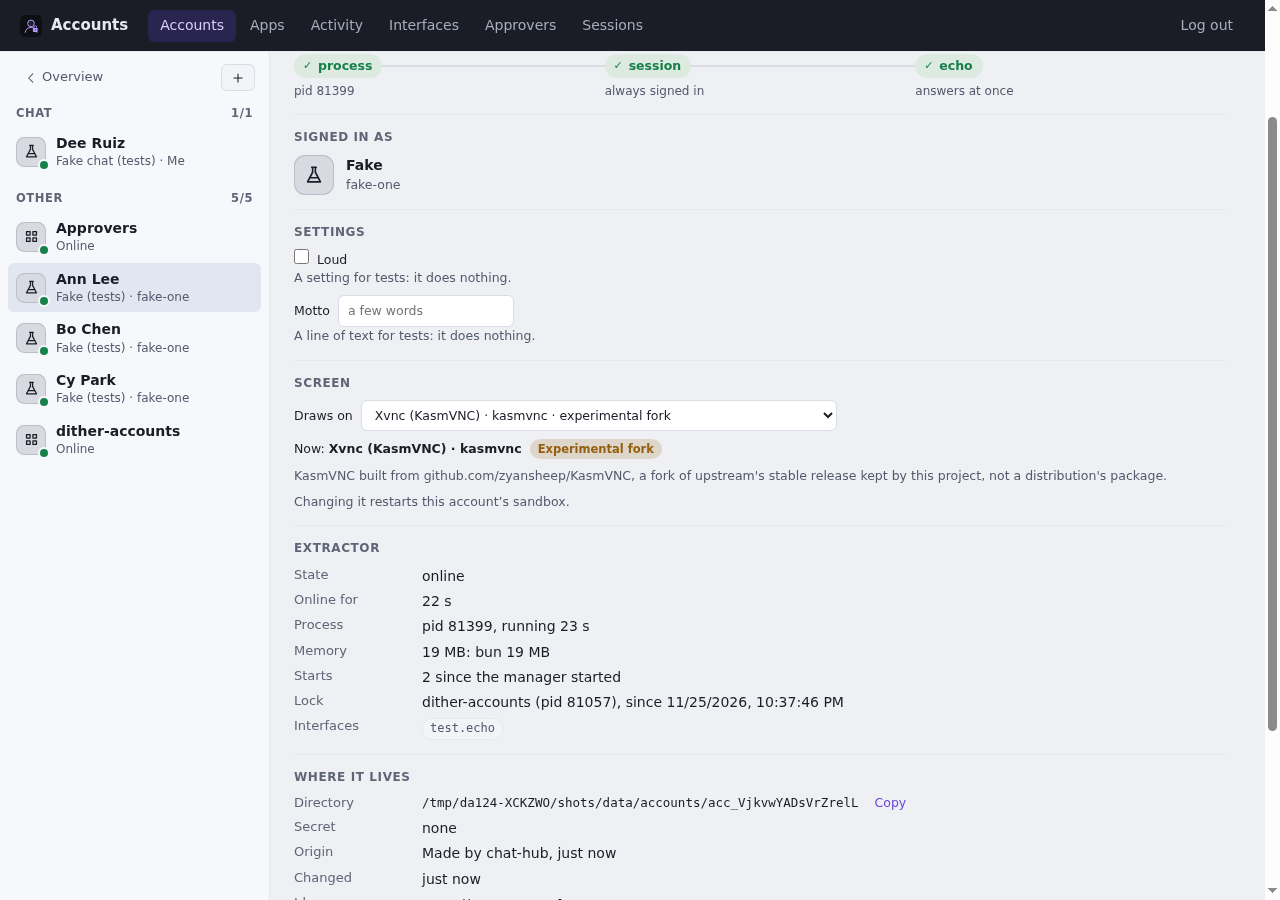 Accounts
Accounts
Apps
Activity
Interfaces
Approvers
Sessions
Log out
Overview
+
CHAT 1/1
Dee Ruiz
Fake chat (tests) · Me
OTHER 5/5
Approvers
Online
Ann Lee
Fake (tests) · fake-one
Bo Chen
Fake (tests) · fake-one
Cy Park
Fake (tests) · fake-one
dither-accounts
Online
✓ process
pid 81399
✓ session
always signed in
✓ echo
answers at once
SIGNED IN AS
Fake
fake-one
SETTINGS
Loud
A setting for tests: it does nothing.
Motto a few words
A line of text for tests: it does nothing.
SCREEN
Draws on Xvnc (KasmVNC) · kasmvnc · experimental fork
Now: Xvnc (KasmVNC) · kasmvnc Experimental fork
KasmVNC built from github.com/zyansheep/KasmVNC, a fork of upstream's stable release kept by this project, not a distribution's package.
Changing it restarts this account’s sandbox.
EXTRACTOR
State online
Online for 22 s
Process pid 81399, running 23 s
Memory 19 MB: bun 19 MB
Starts 2 since the manager started
Lock dither-accounts (pid 81057), since 11/25/2026, 10:37:46 PM
Interfaces test.echo
WHERE IT LIVES
Directory /tmp/da124-XCKZWO/shots/data/accounts/acc_VjkvwYADsVrZrelL Copy
Secret none
Origin Made by chat-hub, just now
Changed just now